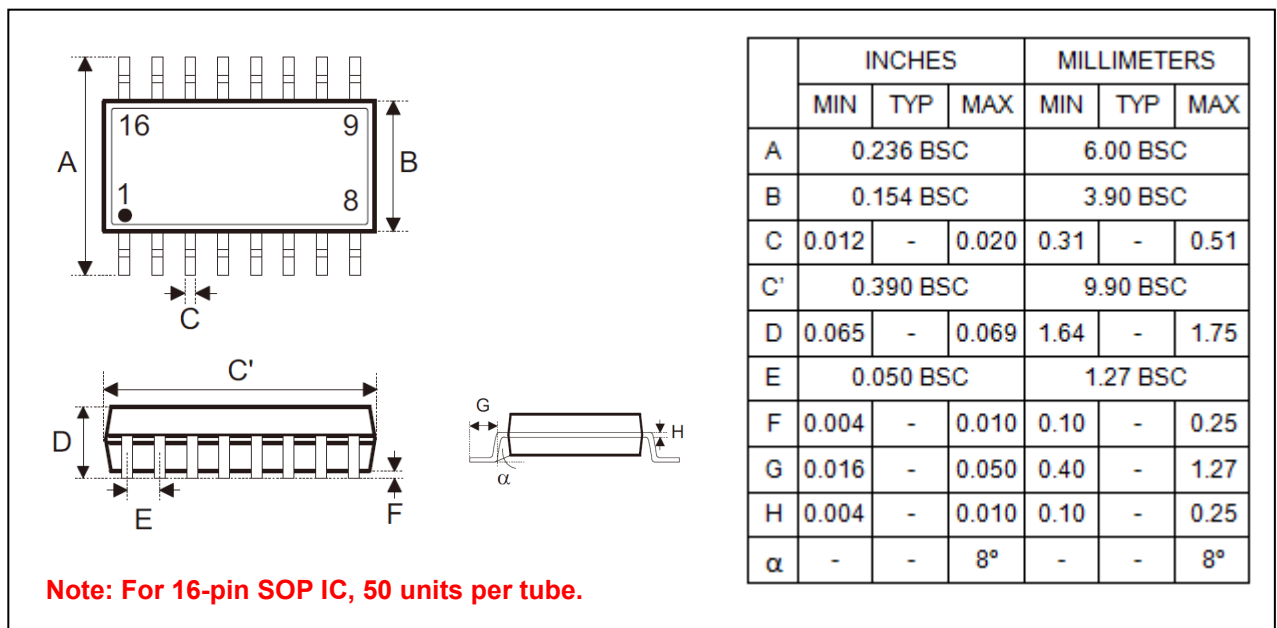 16 9
1 8
A
B
C
C'
D
E
F
G
H
α
Note: For 16-pin SOP IC, 50 units per tube.
INCHES MILLIMETERS
MIN TYP MAX MIN TYP MAX
A 0.236 BSC 6.00 BSC
B 0.154 BSC 3.90 BSC
C 0.012 - 0.020 0.31 - 0.51
C' 0.390 BSC 9.90 BSC
D 0.065 - 0.069 1.64 - 1.75
E 0.050 BSC 1.27 BSC
F 0.004 - 0.010 0.10 - 0.25
G 0.016 - 0.050 0.40 - 1.27
H 0.004 - 0.010 0.10 - 0.25
α - - 8° - - 8°